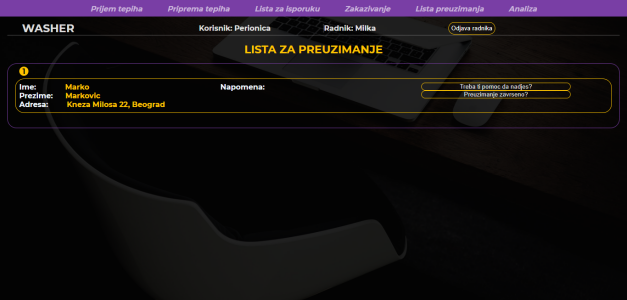 Prijem tepiha Priprema tepiha Lista za isporuku Zakazivanje Lista preuzimanja Analiza
WASHER Korisnik: Perionica Radnik: Milka Odjava radnika
LISTA ZA PREUZIMANJE
1
Ime: Marko Napomena: Treba ti pomoc da nadjes?
Prezime: Markovic Preuzimanje zavrseno?
Adresa: Kneza Milosa 22, Beograd